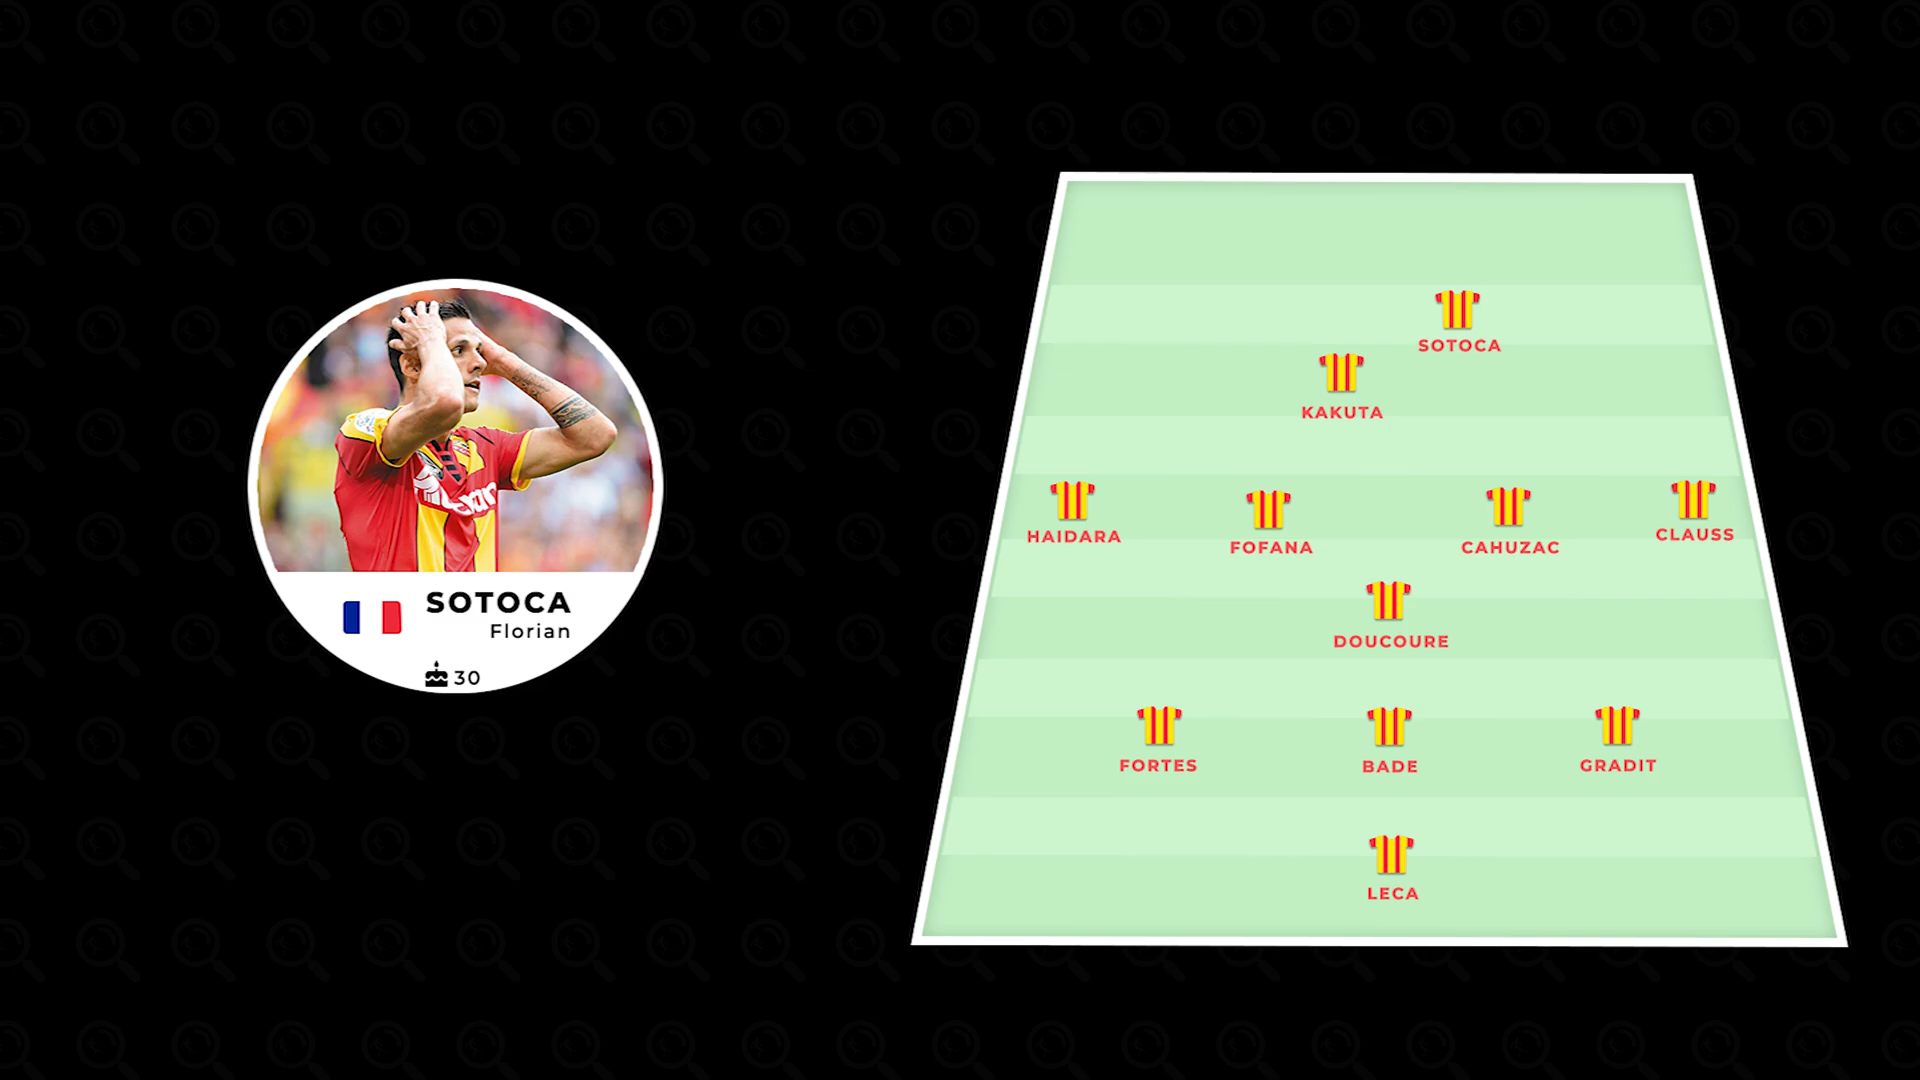 SOTOCA
Florian
30
SOTOCA
KAKUTA
HAIDARA
FOFANA
CAHUZAC
CLAUSS
DOUCOURE
FORTES
BADE
GRADIT
LECA